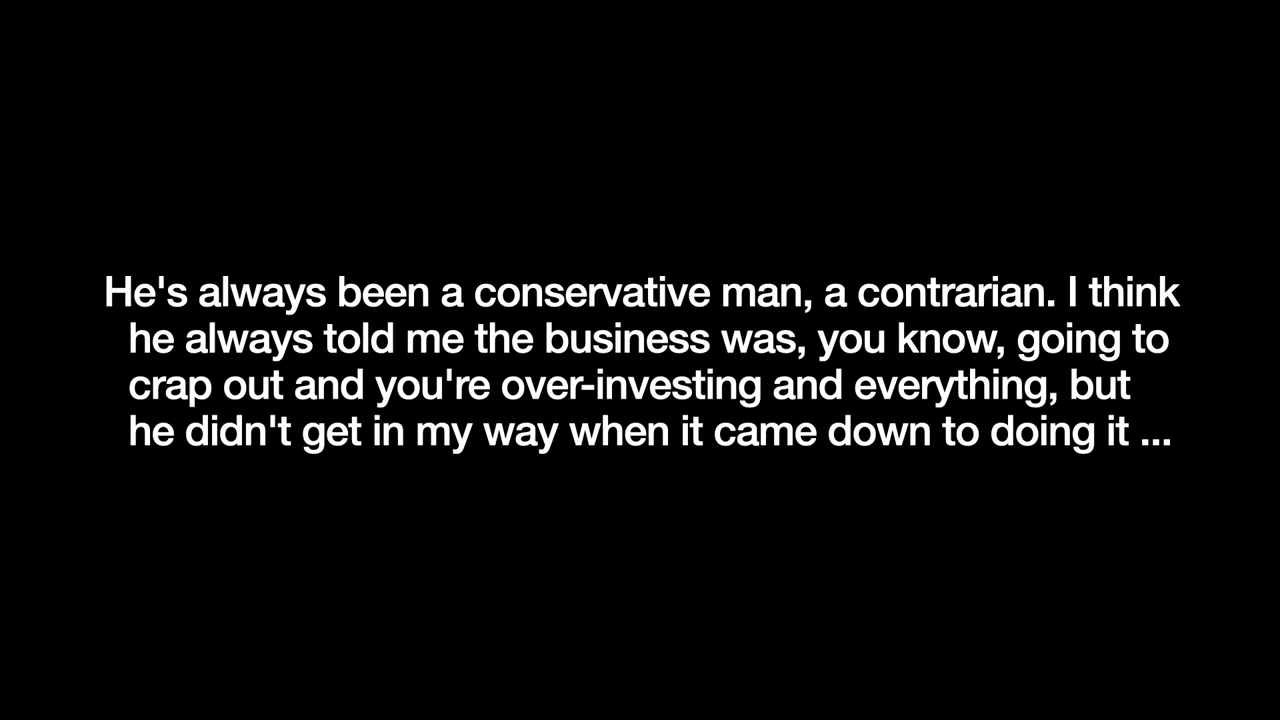 He's always been a conservative man, a contrarian. I think
he always told me the business was, you know, going to
crap out and you're over-investing and everything, but
he didn't get in my way when it came down to doing it ...